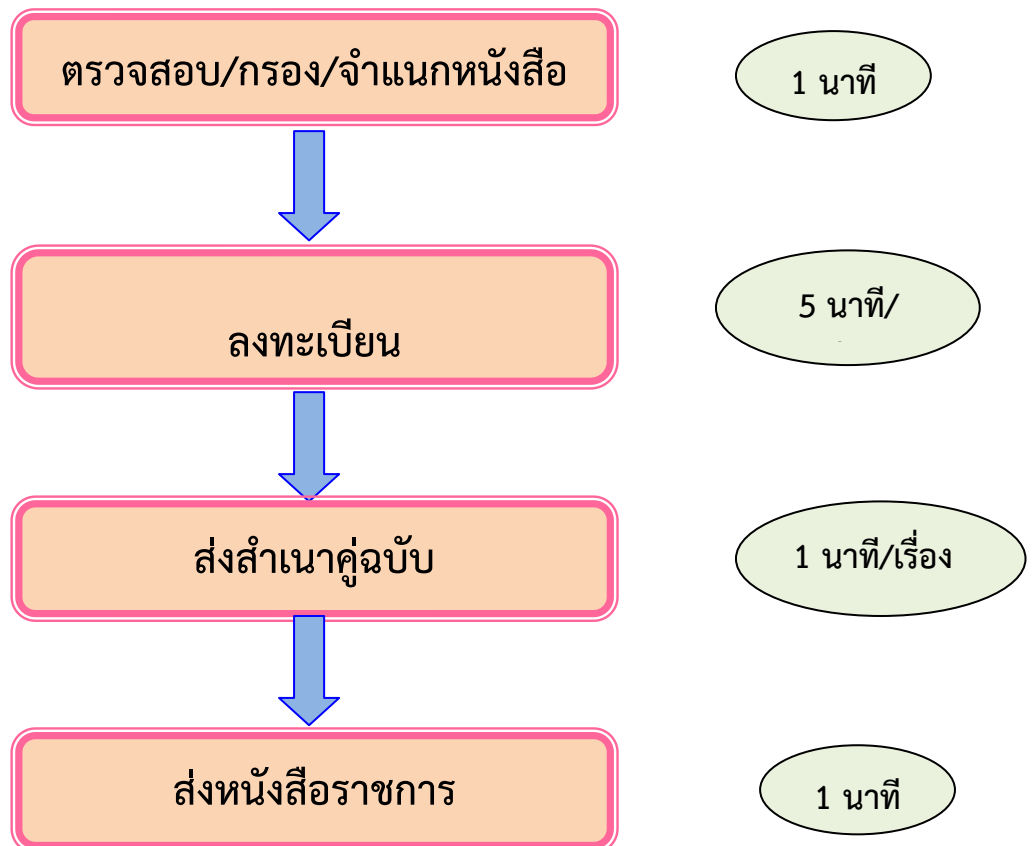 ตรวจสอบ/กรอง/จำแนกหนังสือ
1 นาที
ลงทะเบียน
5 นาที/
ส่งสำเนาคู่ฉบับ
1 นาที/เรื่อง
ส่งหนังสือราชการ
1 นาที